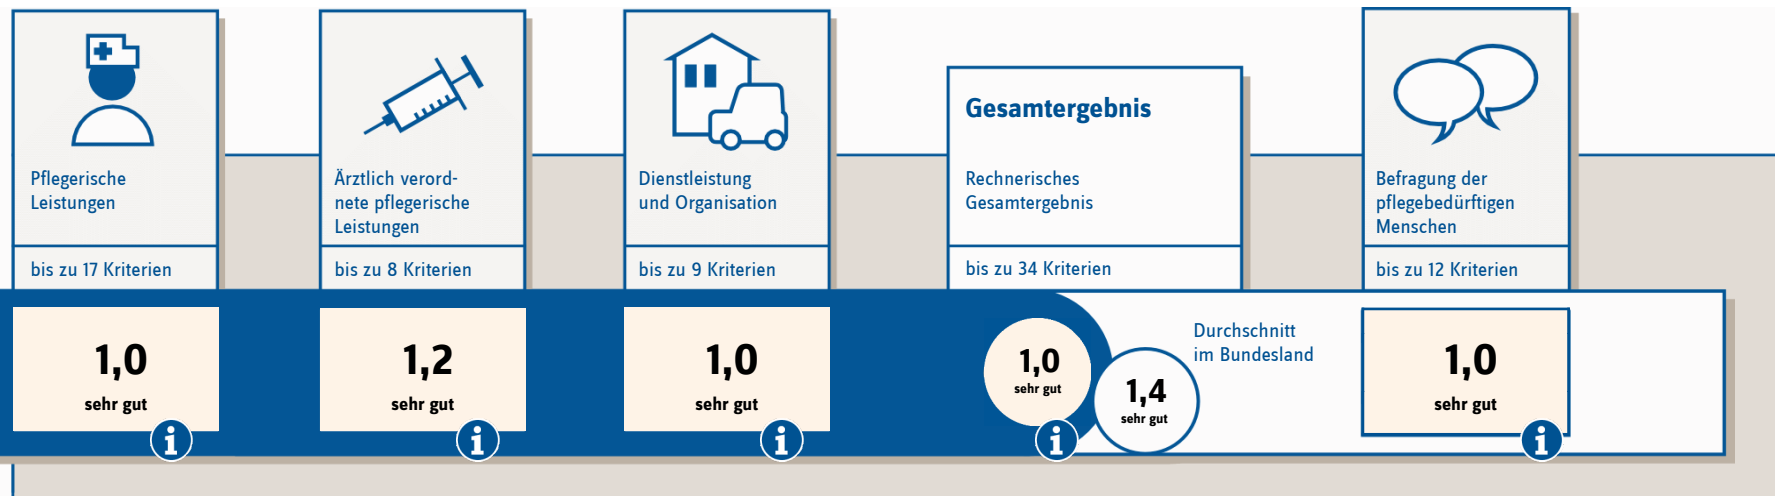 Pflegerische
Leistungen
bis zu 17 Kriterien
1,0
sehr gut
i
Ärztlich verord-
nete pflegerische
Leistungen
bis zu 8 Kriterien
1,2
sehr gut
i
Dienstleistung
und Organisation
bis zu 9 Kriterien
1,0
sehr gut
i
Gesamtergebnis
Rechnerisches
Gesamtergebnis
bis zu 34 Kriterien
1,0
sehr gut
i
1,4
sehr gut
Durchschnitt
im Bundesland
Befragung der
pflegebedürftigen
Menschen
bis zu 12 Kriterien
1,0
sehr gut
i